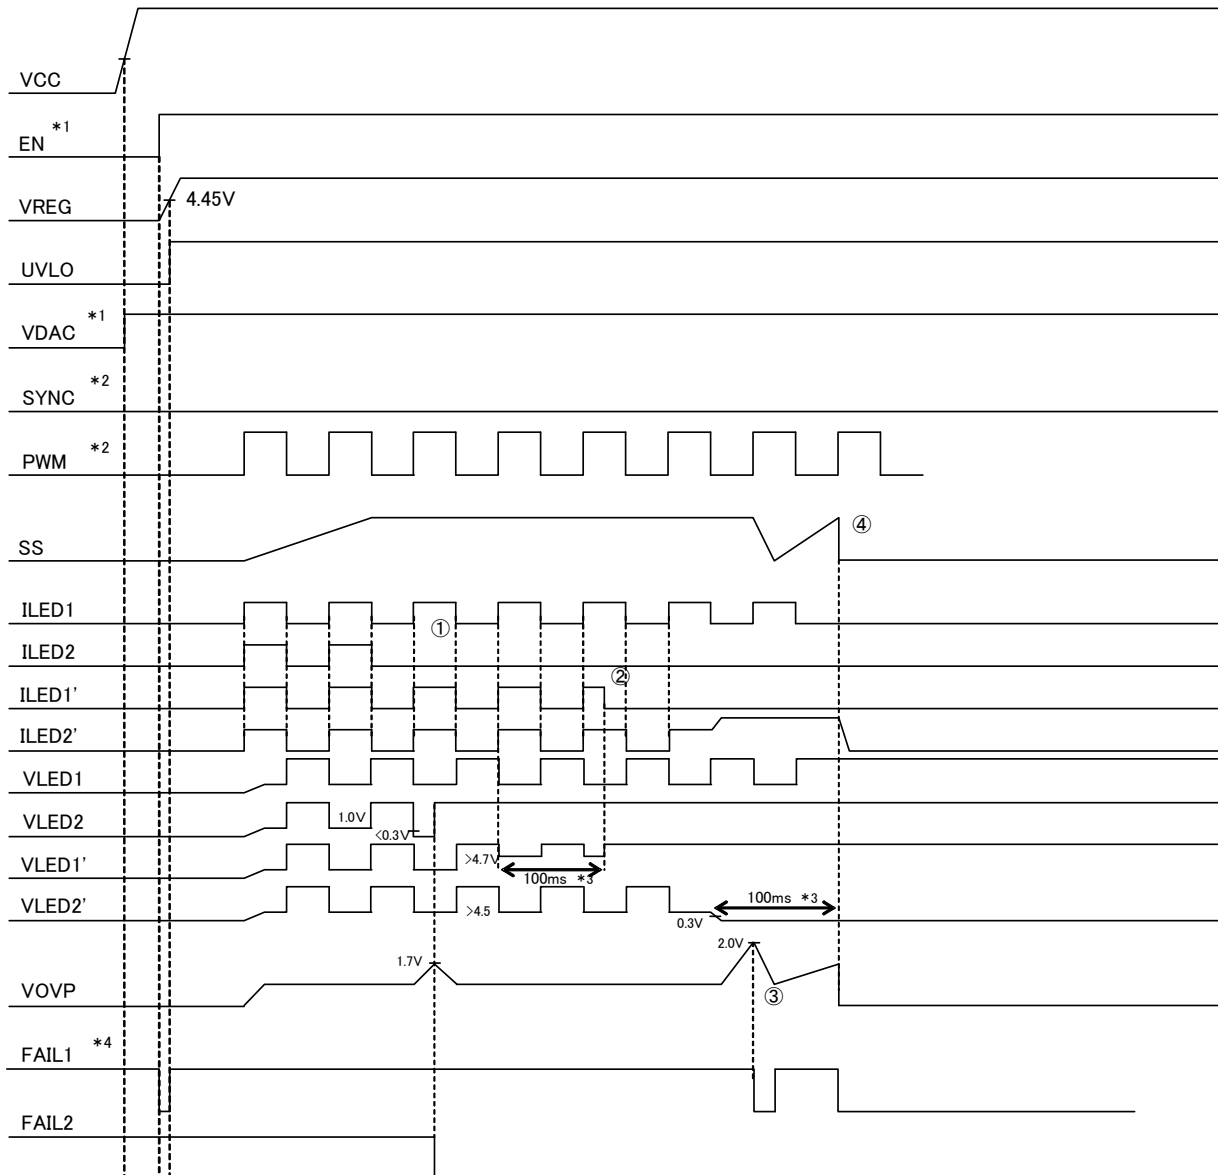 VCC
EN *1
VREG
4.45V
UVLO
VDAC *1
SYNC *2
PWM *2
SS
④
ILED1
①
ILED2
②
ILED1'
ILED2'
VLED1
VLED2
1.0V
<0.3V
VLED1'
>4.7V
100ms *3
VLED2'
>4.5
100ms *3
0.3V
2.0V
1.7V
VOVP
③
FAIL1 *4
FAIL2